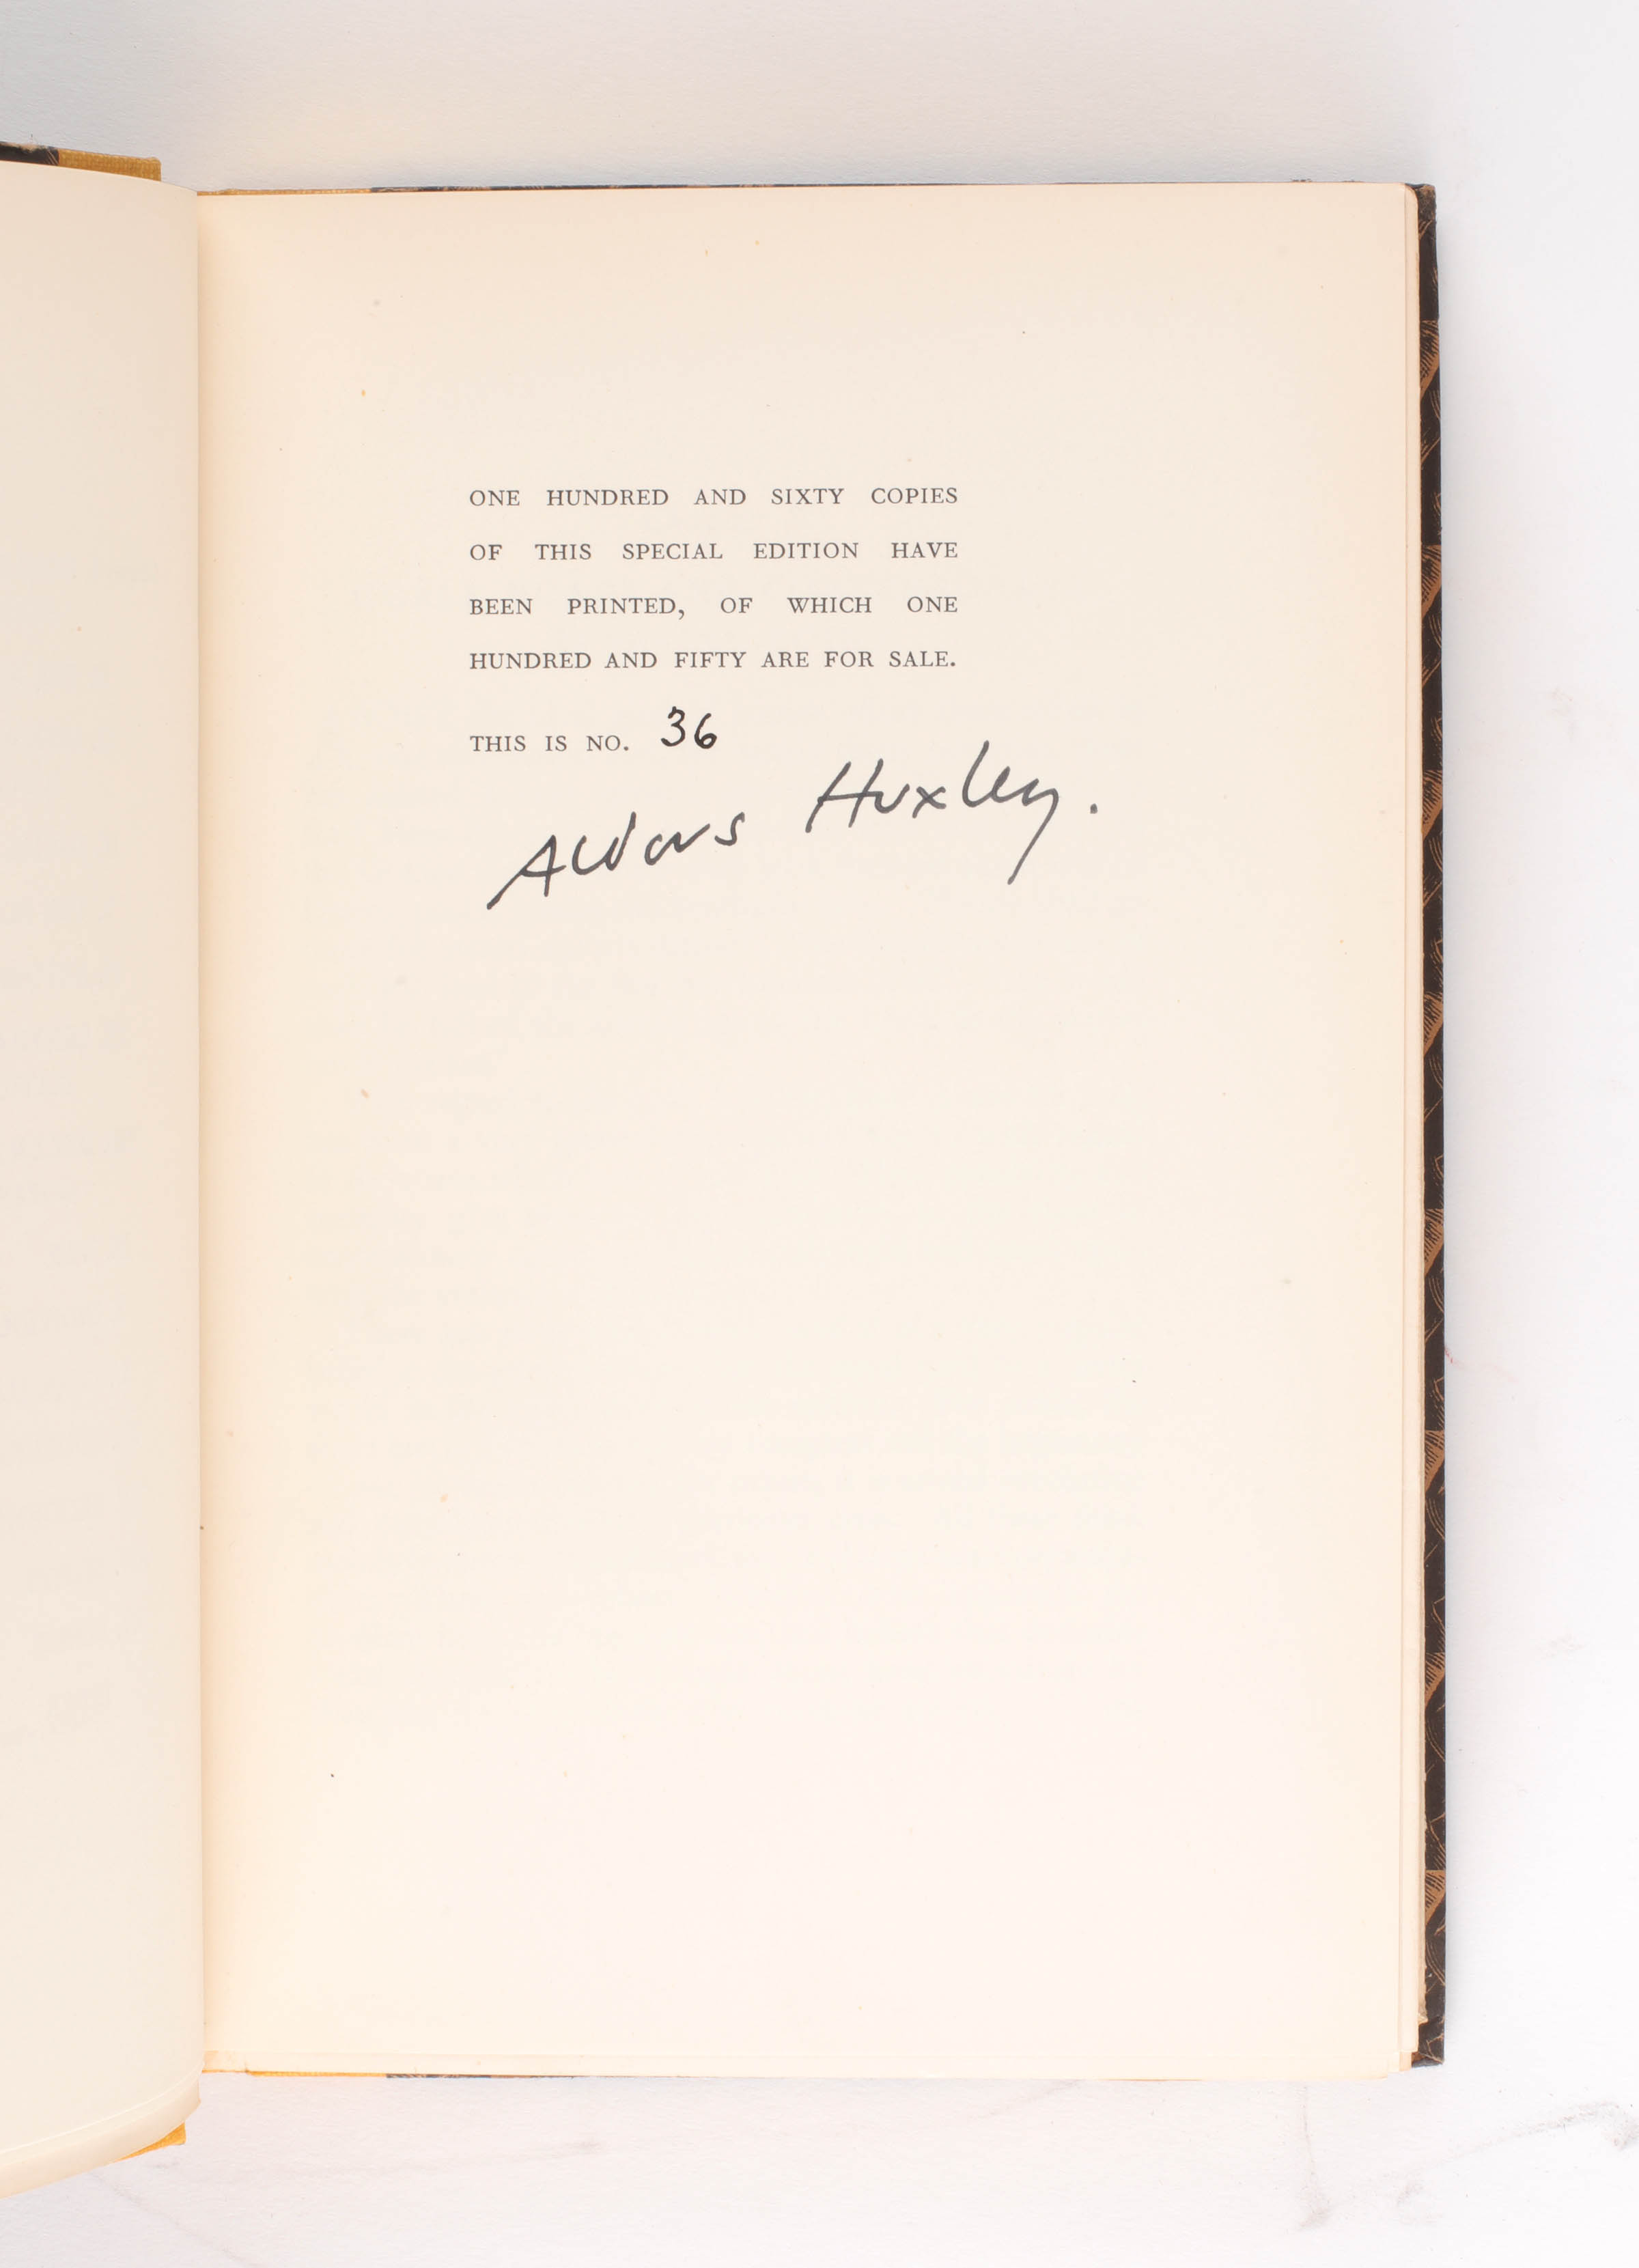 ONE HUNDRED AND SIXTY COPIES
OF THIS SPECIAL EDITION HAVE
BEEN PRINTED, OF WHICH ONE
HUNDRED AND FIFTY ARE FOR SALE.
THIS IS NO. 36
Aldous Huxley.